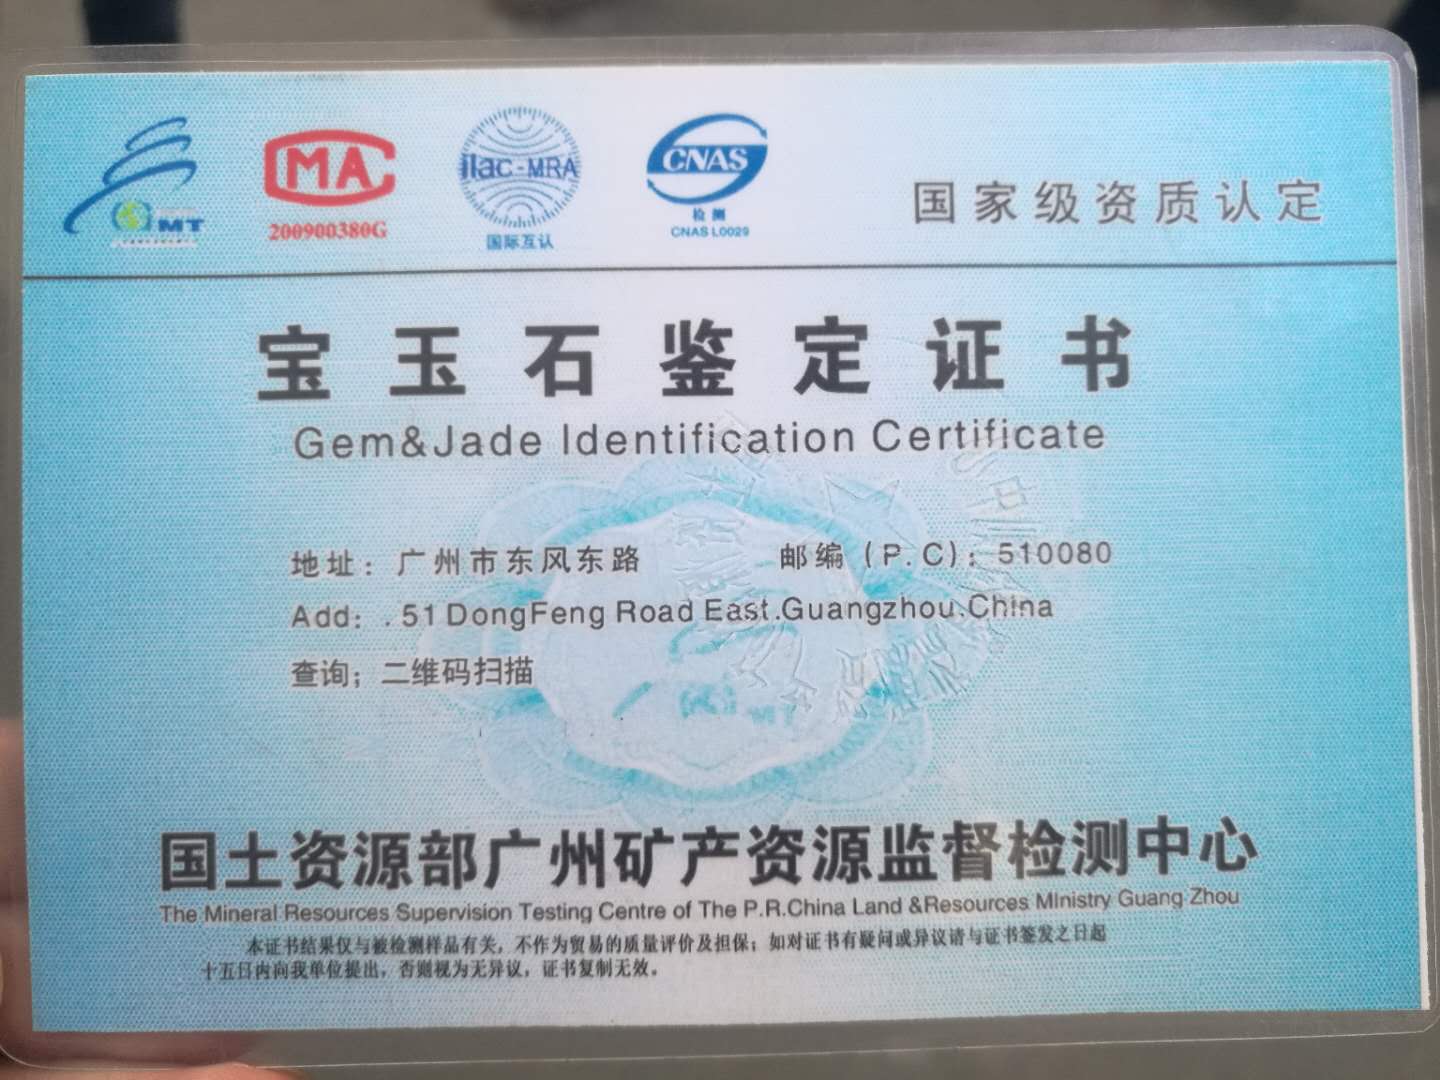 MT
CMA
200900380G
ilac-MRA
国际互认
CNAS
检测
CNAS L0029
国家级资质认定
宝玉石鉴定证书
Gem&Jade Identification Certificate
地址：广州市东风东路 邮编（P.C）：510080
Add：.51 DongFeng Road East.Guangzhou.China
查询；二维码扫描
MT
国土资源部广州矿产资源监督检测中心
The Mineral Resources Supervision Testing Centre of The P.R.China Land &Resources MInistry Guang Zhou
本证书结果仅与被检测样品有关，不作为贸易的质量评价及担保；如对证书有疑问或异议请与证书签发之日起
十五日内向我单位提出，否则视为无异议，证书复制无效。